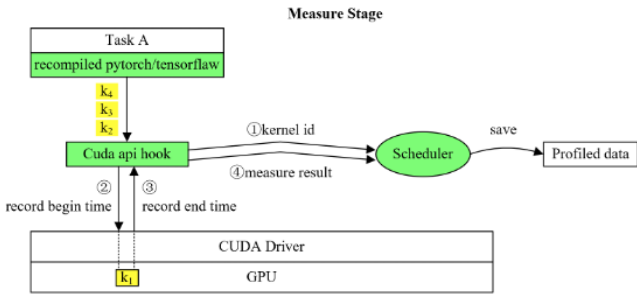 Measure Stage
Task A
recompiled pytorch/tensorflaw
k4
k3
k2
①kernel id
Cuda api hook
Scheduler
save
Profiled data
④measure result
② ③
record begin time record end time
CUDA Driver
k1 GPU